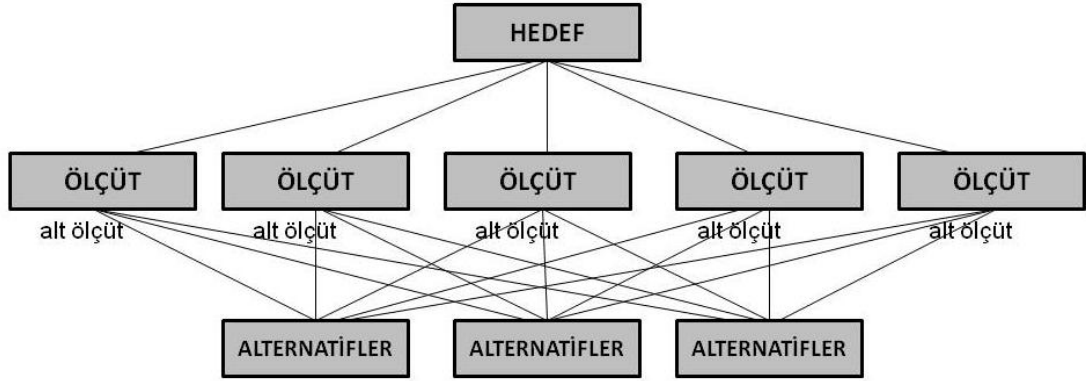 HEDEF
ÖLÇÜT ÖLÇÜT ÖLÇÜT ÖLÇÜT ÖLÇÜT
alt ölçüt alt ölçüt alt ölçüt alt ölçüt alt ölçüt
ALTERNATİFLER ALTERNATİFLER ALTERNATİFLER